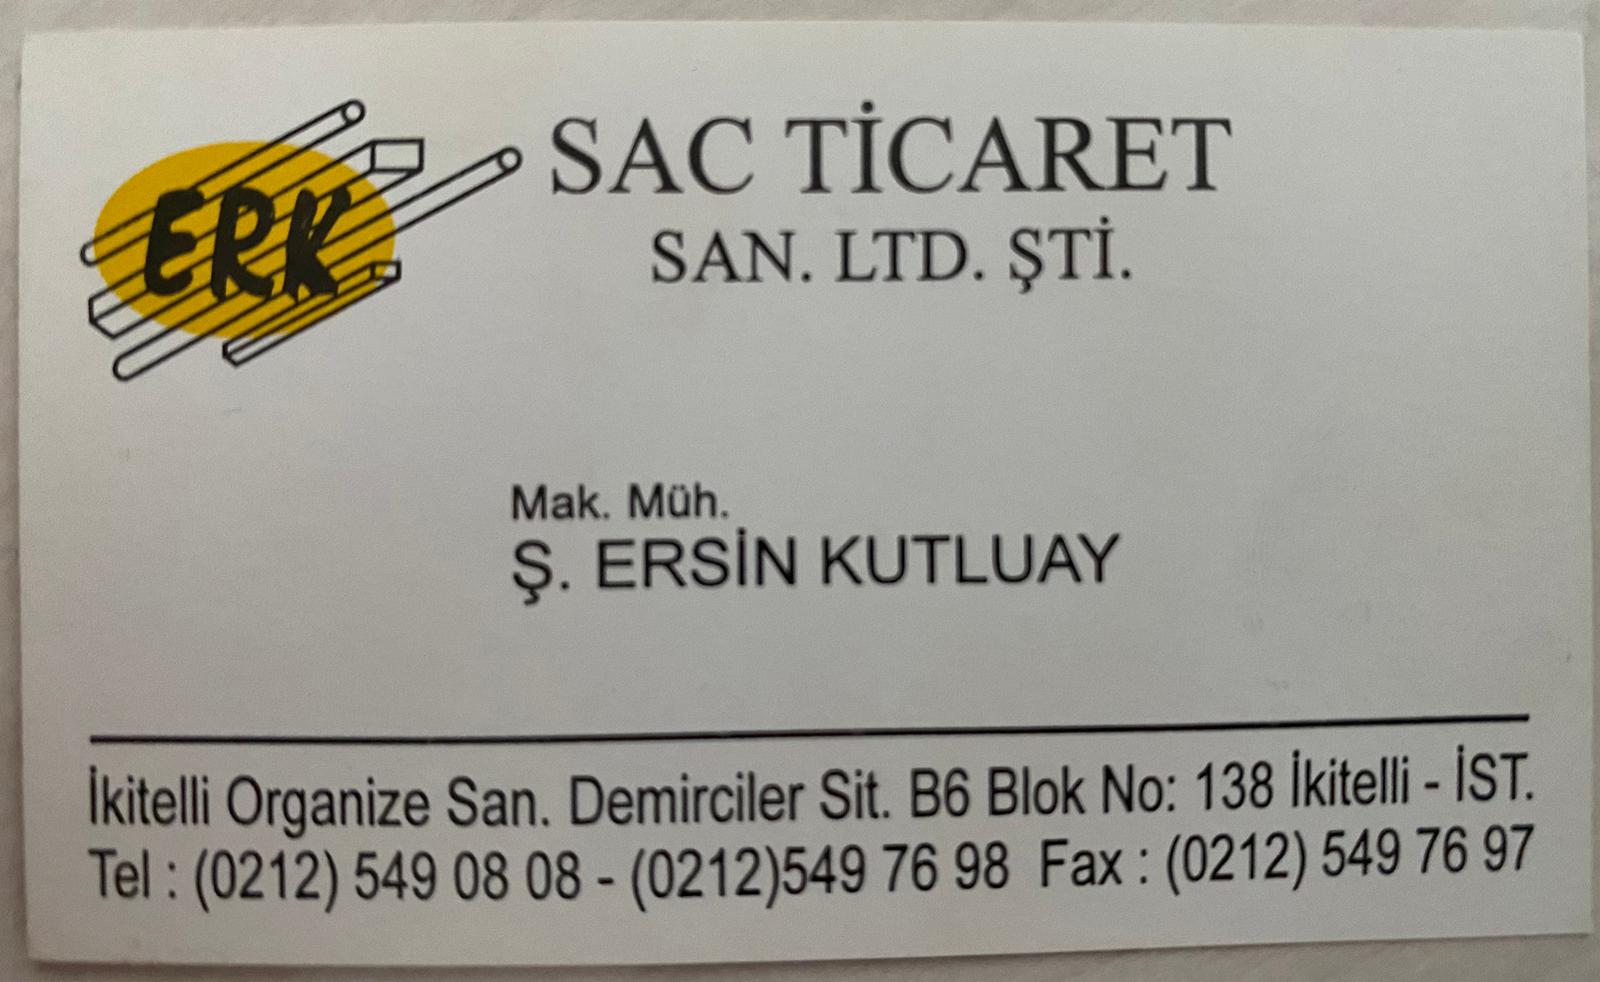 ERK
SAC TİCARET
SAN. LTD. ŞTİ.
Mak. Müh.
Ş. ERSİN KUTLUAY
İkitelli Organize San. Demirciler Sit. B6 Blok No: 138 İkitelli - İST.
Tel : (0212) 549 08 08 - (0212)549 76 98 Fax : (0212) 549 76 97